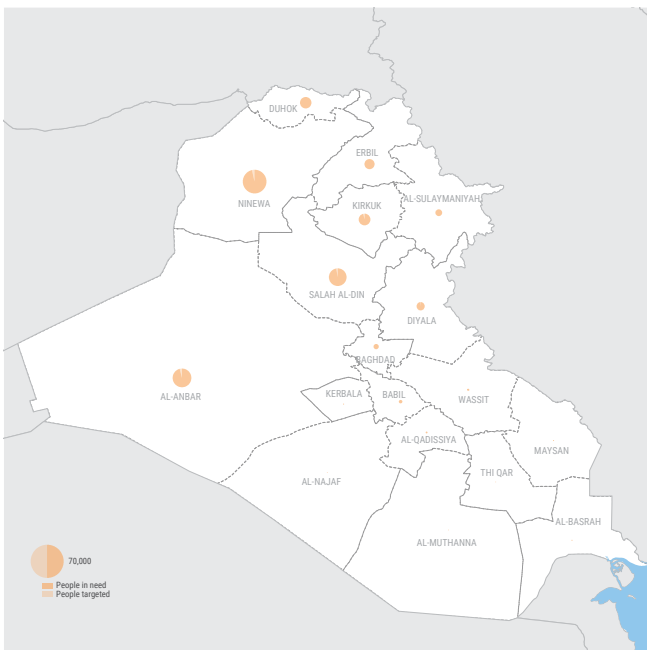 DUHOK
ERBIL
AL-SULAYMANIYAH
NINEWA
KIRKUK
SALAH AL-DIN
DIYALA
BAGHDAD
AL-ANBAR
KERBALA
BABIL
WASSIT
AL-QADISSIYA
MAYSAN
THI QAR
AL-NAJAF
AL-BASRAH
AL-MUTHANNA
70,000
People in need
People targeted